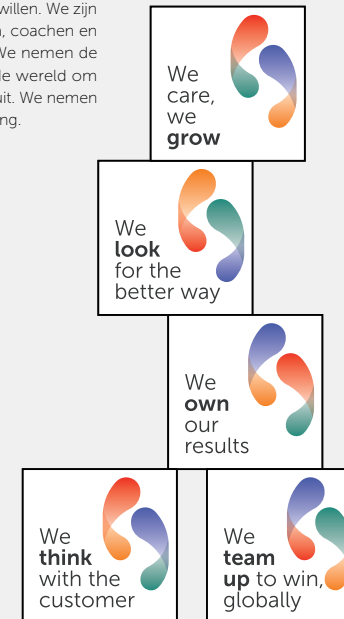 willen. We zijn
, coachen en
We nemen de
de wereld om
uit. We nemen
ng.
We
care,
we
grow
We
look
for the
better way
We
own
our
results
We
think
with the
customer
We
team
up to win,
globally